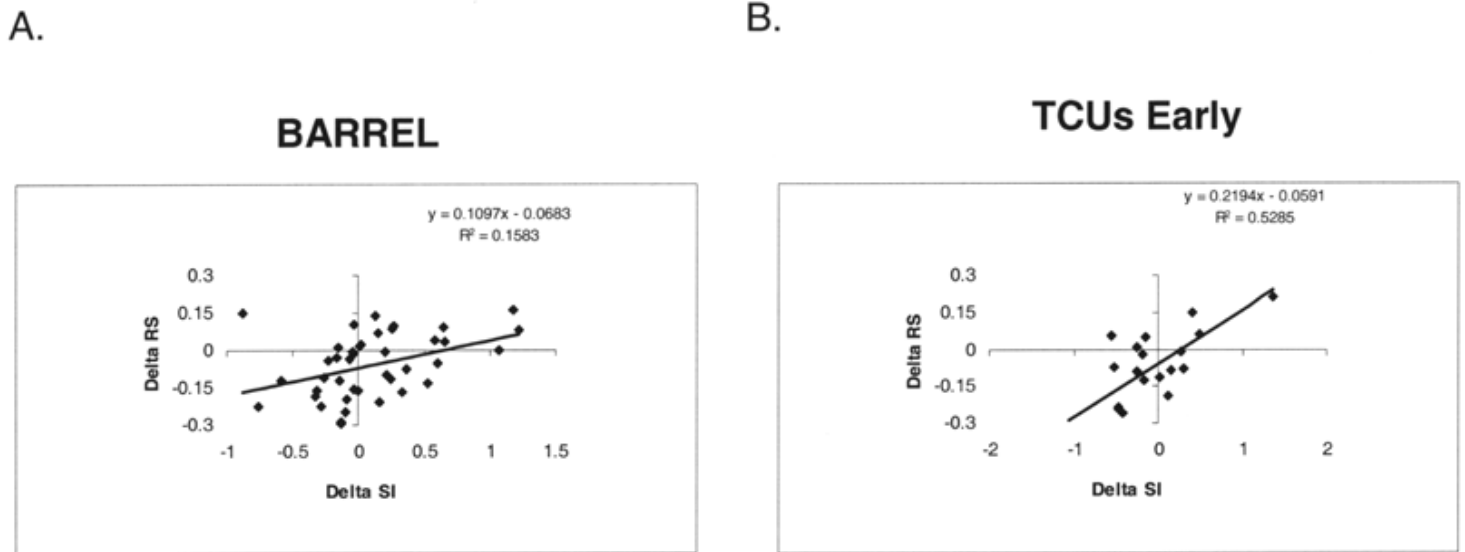 A.
BARREL
y = 0.1097x - 0.0683
R² = 0.1583
0.3
0.15
0
-0.15
-0.3
Delta RS
-1 -0.5 0 0.5 1 1.5
Delta SI
B.
TCUs Early
y = 0.2194x - 0.0591
R² = 0.5285
0.3
0.15
0
-0.15
-0.3
Delta RS
-2 -1 0 1 2
Delta SI